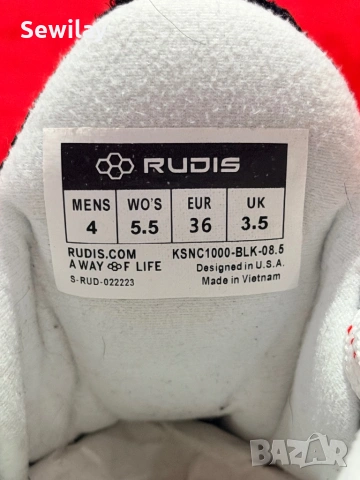 Sewila
RUDIS
MENS WO'S EUR UK
4 5.5 36 3.5
RUDIS.COM KSNC1000-BLK-08.5
A WAY OF LIFE Designed in U.S.A.
S-RUD-022223 Made in Vietnam
BAZAR